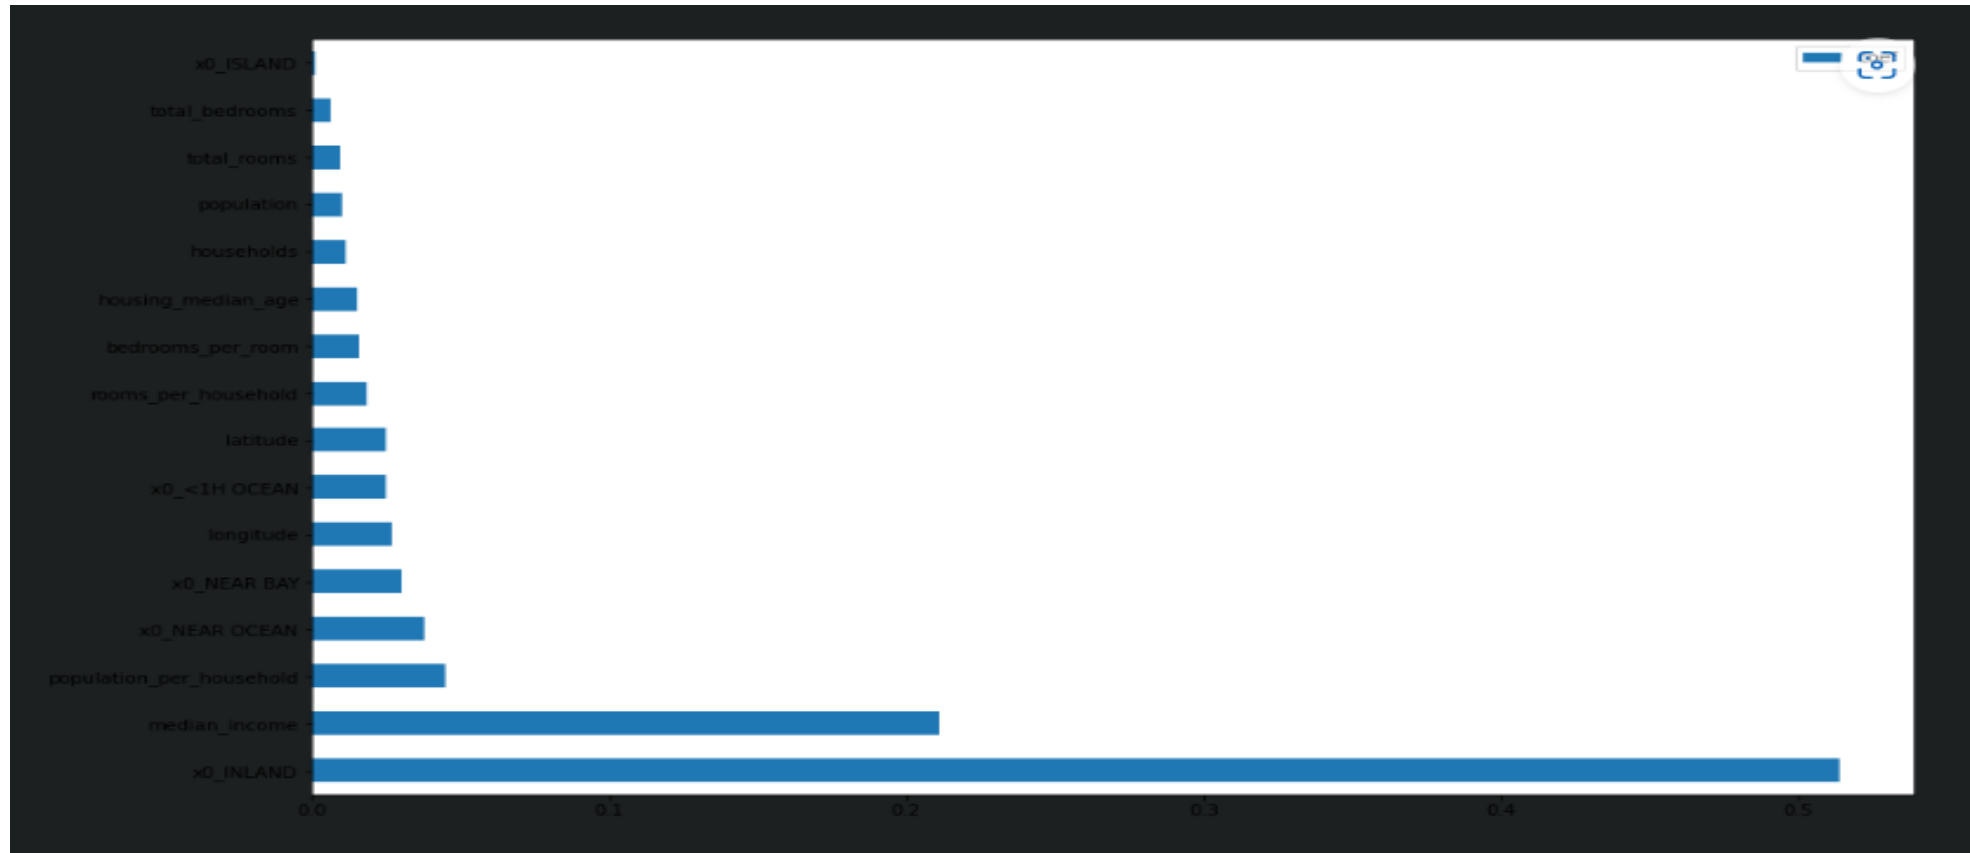 x0_ISLAND
total_bedrooms
total_rooms
population
households
housing_median_age
bedrooms_per_room
rooms_per_household
latitude
x0_<1H OCEAN
longitude
x0_NEAR BAY
x0_NEAR OCEAN
population_per_household
median_income
x0_INLAND
0.0 0.1 0.2 0.3 0.4 0.5